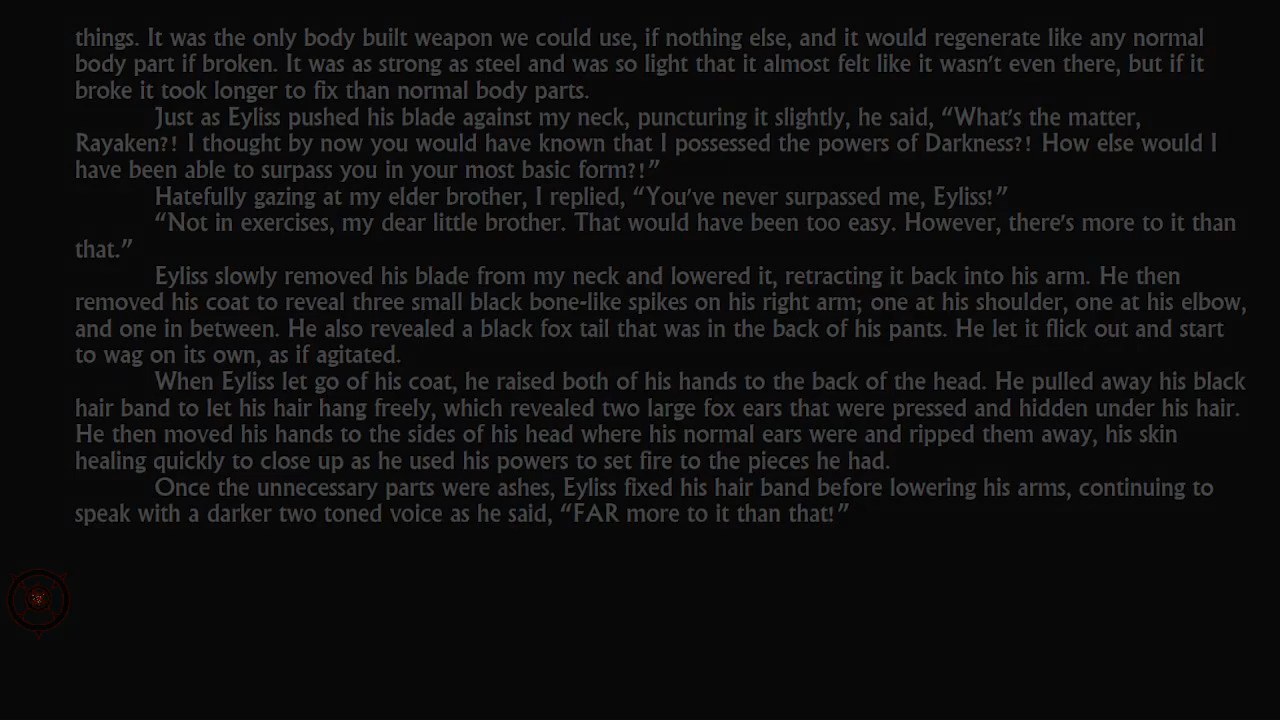 things. It was the only body built weapon we could use, if nothing else, and it would regenerate like any normal
body part if broken. It was as strong as steel and was so light that it almost felt like it wasn't even there, but if it
broke it took longer to fix than normal body parts.
Just as Eyliss pushed his blade against my neck, puncturing it slightly, he said, “What's the matter,
Rayaken?! I thought by now you would have known that I possessed the powers of Darkness?! How else would I
have been able to surpass you in your most basic form?!”
Hatefully gazing at my elder brother, I replied, “You've never surpassed me, Eyliss!”
“Not in exercises, my dear little brother. That would have been too easy. However, there's more to it than
that.”
Eyliss slowly removed his blade from my neck and lowered it, retracting it back into his arm. He then
removed his coat to reveal three small black bone-like spikes on his right arm; one at his shoulder, one at his elbow,
and one in between. He also revealed a black fox tail that was in the back of his pants. He let it flick out and start
to wag on its own, as if agitated.
When Eyliss let go of his coat, he raised both of his hands to the back of the head. He pulled away his black
hair band to let his hair hang freely, which revealed two large fox ears that were pressed and hidden under his hair.
He then moved his hands to the sides of his head where his normal ears were and ripped them away, his skin
healing quickly to close up as he used his powers to set fire to the pieces he had.
Once the unnecessary parts were ashes, Eyliss fixed his hair band before lowering his arms, continuing to
speak with a darker two toned voice as he said, “FAR more to it than that!”